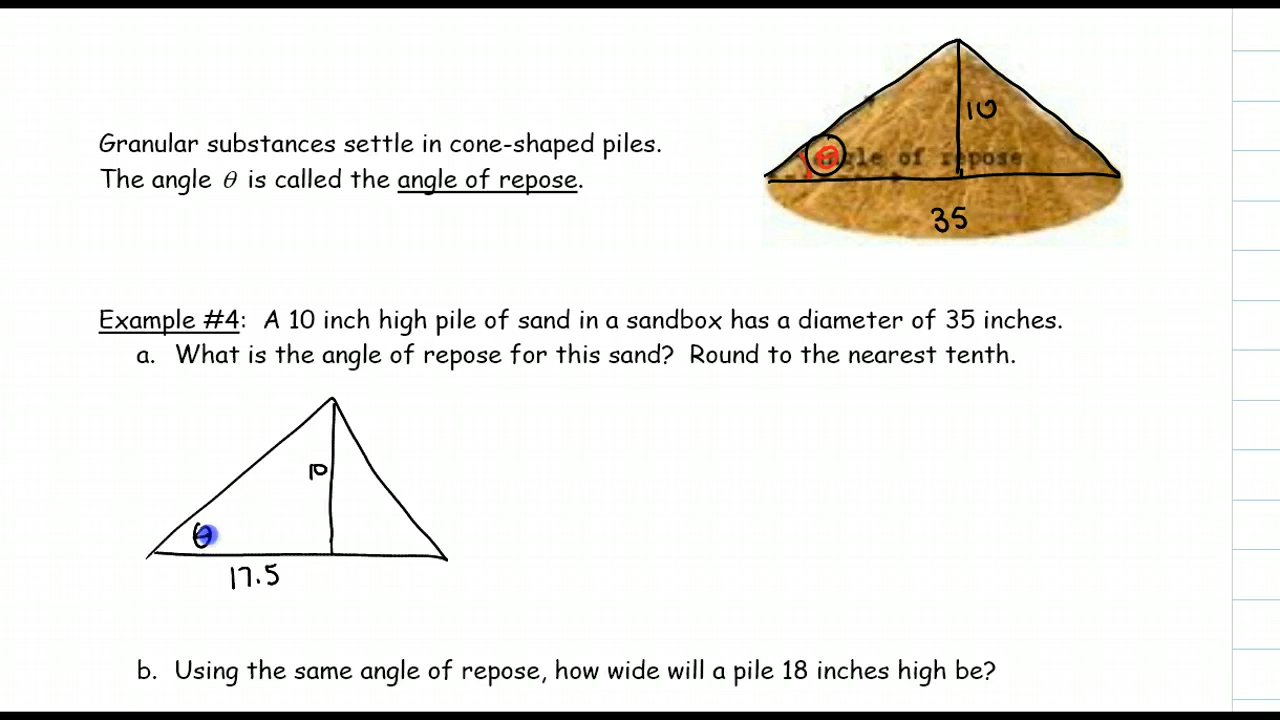 10
θ
angle of repose
35
Granular substances settle in cone-shaped piles.
The angle θ is called the angle of repose.
Example #4: A 10 inch high pile of sand in a sandbox has a diameter of 35 inches.
a. What is the angle of repose for this sand? Round to the nearest tenth.
10
θ
17.5
b. Using the same angle of repose, how wide will a pile 18 inches high be?